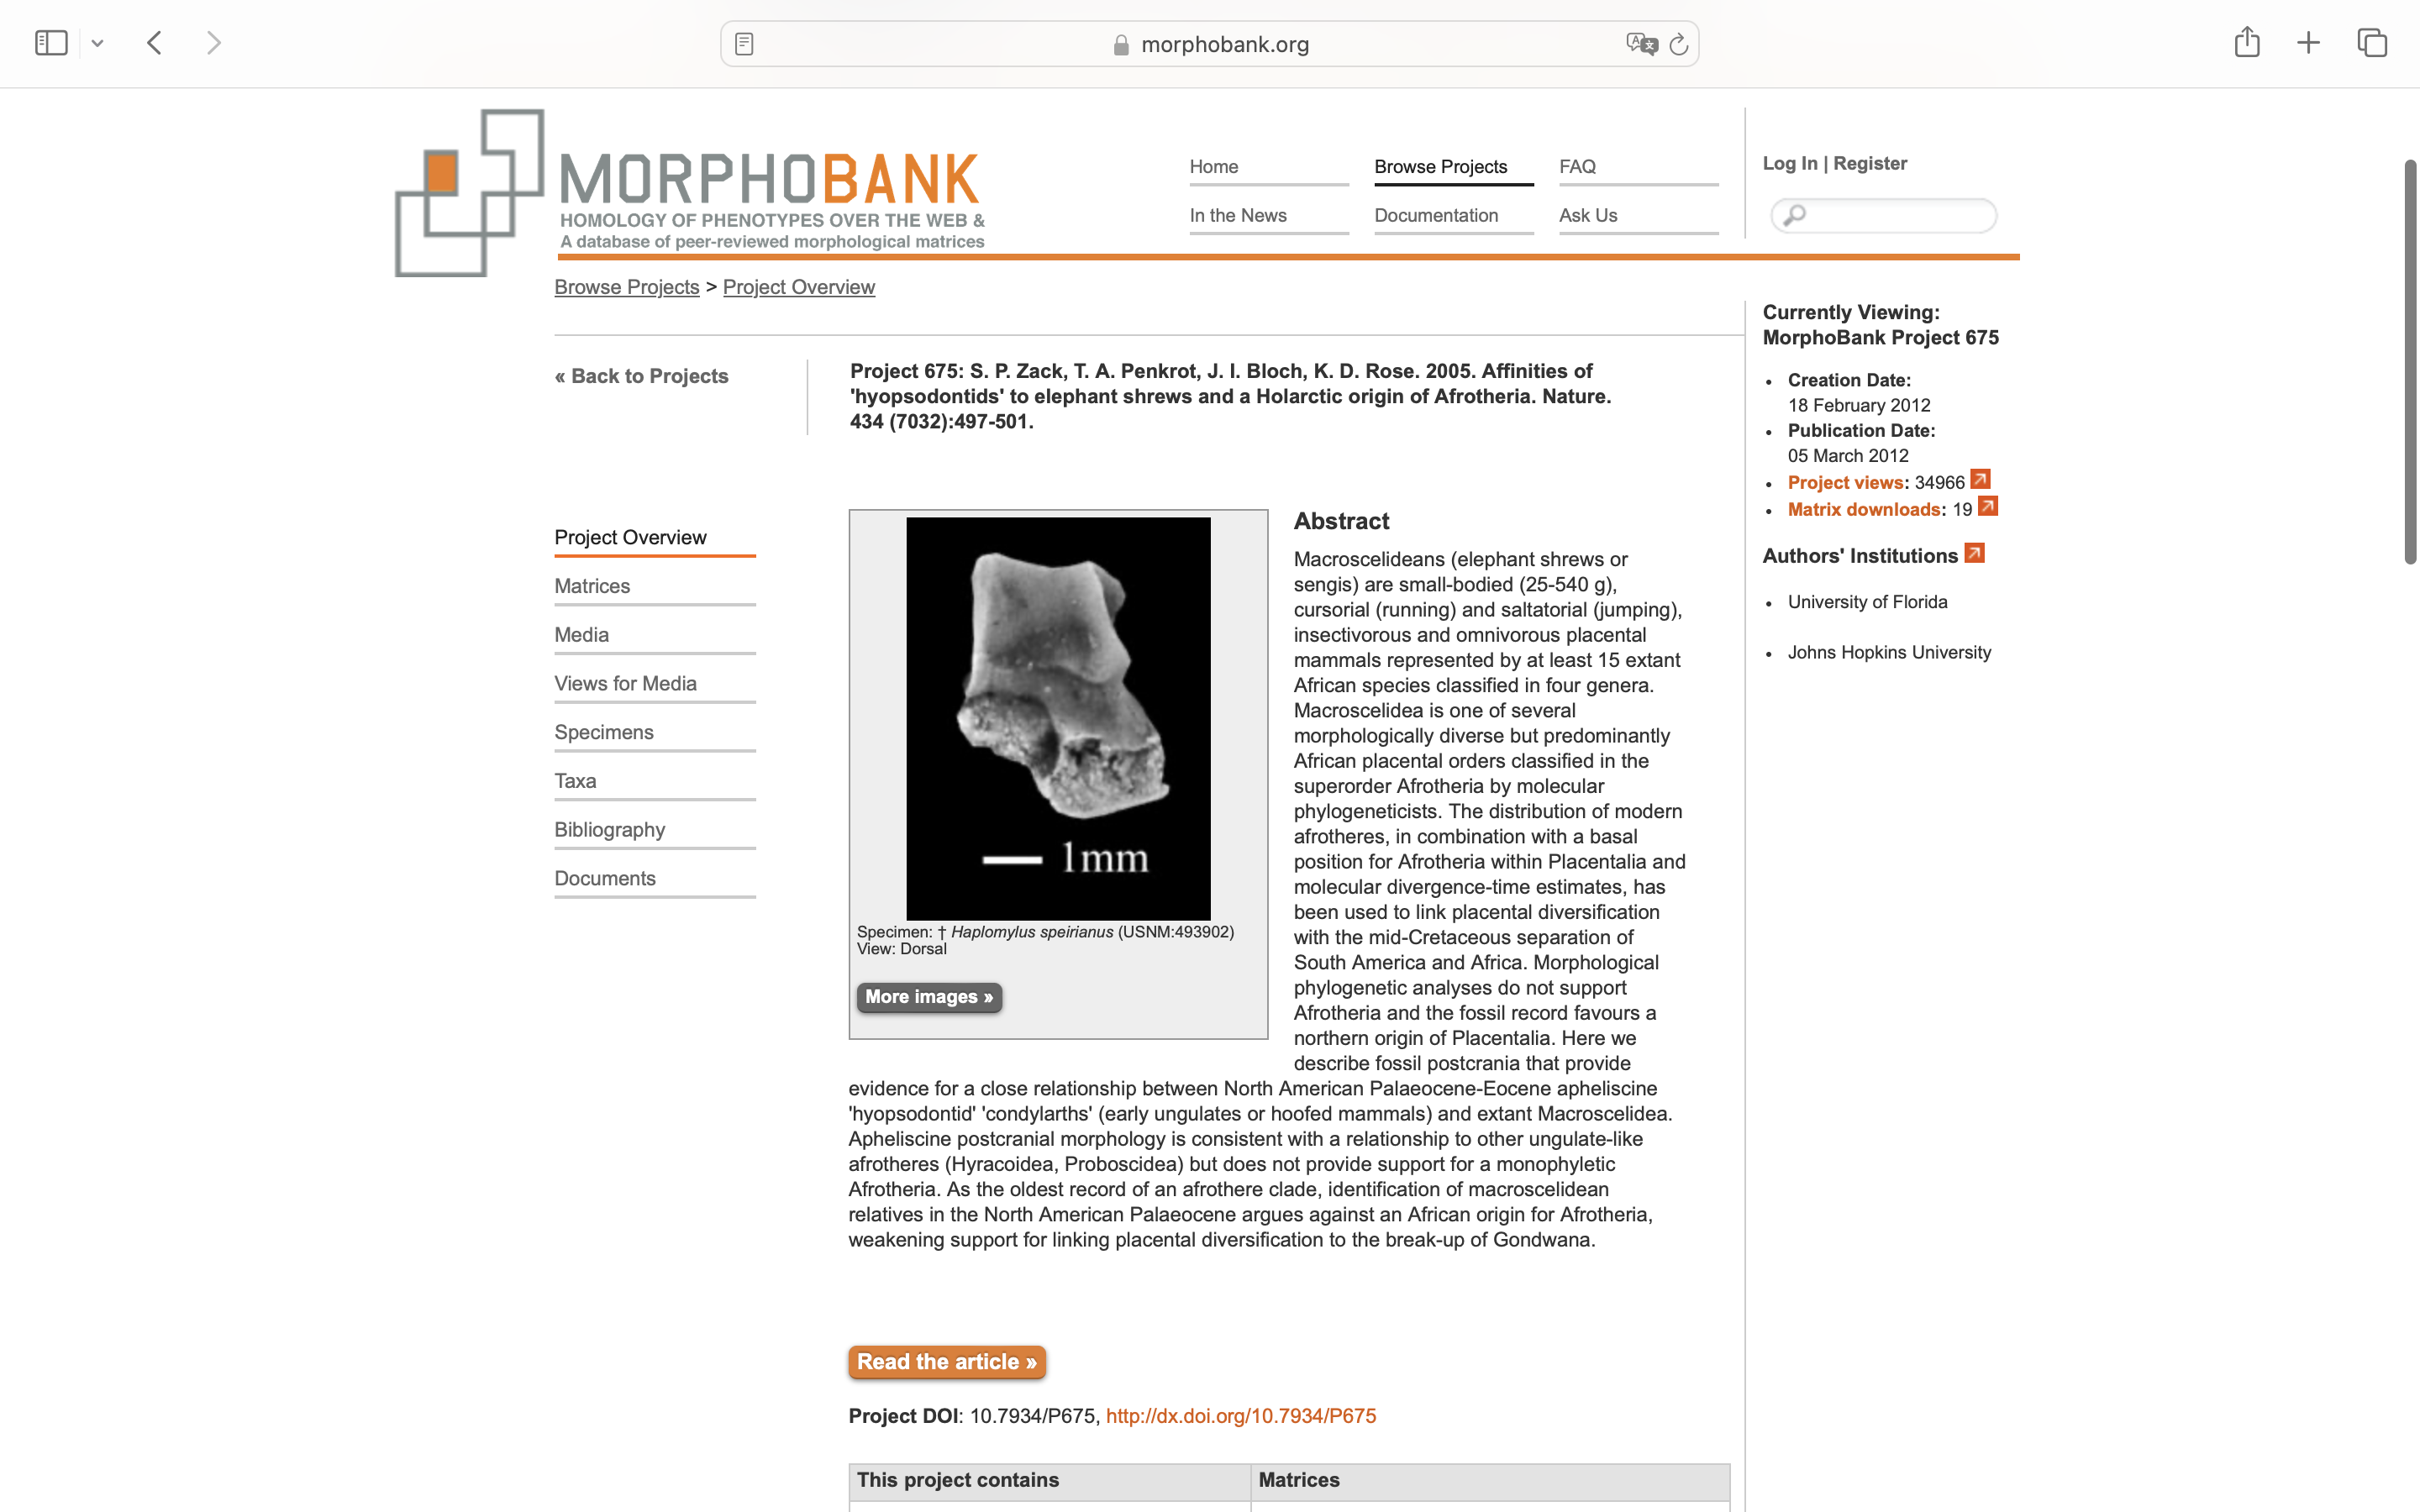 morphobank.org
MORPHOBANK
HOMOLOGY OF PHENOTYPES OVER THE WEB &
A database of peer-reviewed morphological matrices
Home
Browse Projects
FAQ
In the News
Documentation
Ask Us
Log In | Register
Browse Projects > Project Overview
« Back to Projects
Project 675: S. P. Zack, T. A. Penkrot, J. I. Bloch, K. D. Rose. 2005. Affinities of
'hyopsodontids' to elephant shrews and a Holarctic origin of Afrotheria. Nature.
434 (7032):497-501.
Project Overview
Matrices
Media
Views for Media
Specimens
Taxa
Bibliography
Documents
1mm
Specimen: † Haplomylus speirianus (USNM:493902)
View: Dorsal
More images »
Abstract
Macroscelideans (elephant shrews or
sengis) are small-bodied (25-540 g),
cursorial (running) and saltatorial (jumping),
insectivorous and omnivorous placental
mammals represented by at least 15 extant
African species classified in four genera.
Macroscelidea is one of several
morphologically diverse but predominantly
African placental orders classified in the
superorder Afrotheria by molecular
phylogeneticists. The distribution of modern
afrotheres, in combination with a basal
position for Afrotheria within Placentalia and
molecular divergence-time estimates, has
been used to link placental diversification
with the mid-Cretaceous separation of
South America and Africa. Morphological
phylogenetic analyses do not support
Afrotheria and the fossil record favours a
northern origin of Placentalia. Here we
describe fossil postcrania that provide
evidence for a close relationship between North American Palaeocene-Eocene apheliscine
'hyopsodontid' 'condylarths' (early ungulates or hoofed mammals) and extant Macroscelidea.
Apheliscine postcranial morphology is consistent with a relationship to other ungulate-like
afrotheres (Hyracoidea, Proboscidea) but does not provide support for a monophyletic
Afrotheria. As the oldest record of an afrothere clade, identification of macroscelidean
relatives in the North American Palaeocene argues against an African origin for Afrotheria,
weakening support for linking placental diversification to the break-up of Gondwana.
Read the article »
Project DOI: 10.7934/P675, http://dx.doi.org/10.7934/P675
This project contains
Matrices
Currently Viewing:
MorphoBank Project 675
• Creation Date:
18 February 2012
• Publication Date:
05 March 2012
• Project views: 34966
• Matrix downloads: 19
Authors' Institutions
• University of Florida
• Johns Hopkins University